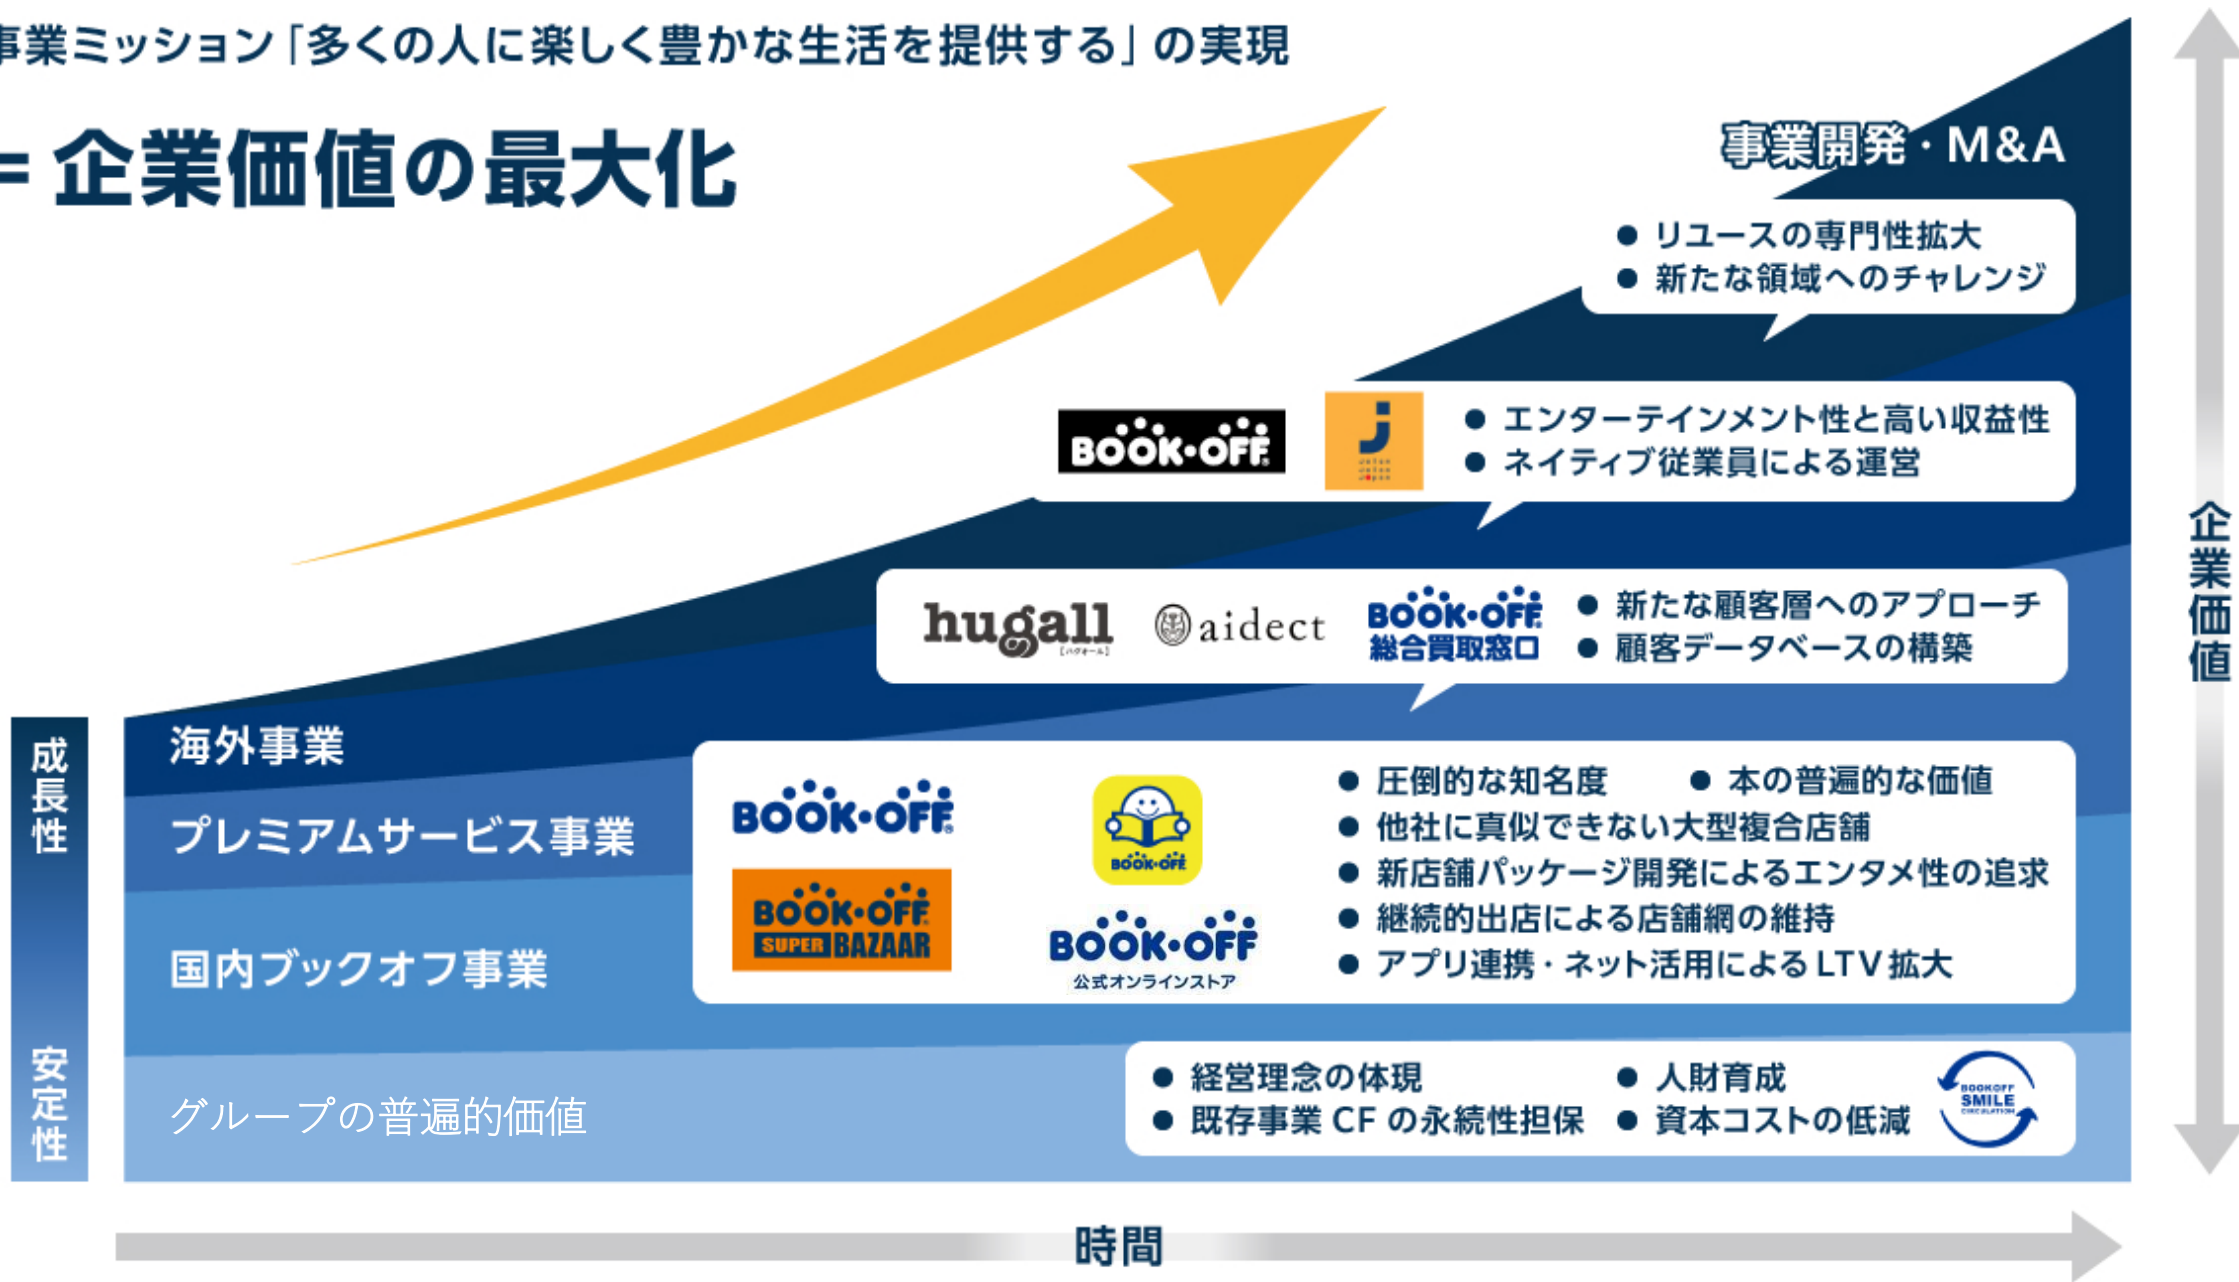 事業ミッション「多くの人に楽しく豊かな生活を提供する」の実現
= 企業価値の最大化
事業開発・M&A
● リユースの専門性拡大
● 新たな領域へのチャレンジ
BOOK・OFF
J
● エンターテインメント性と高い収益性
● ネイティブ従業員による運営
hugall
[ハグオール]
aidect
BOOK・OFF
総合買取窓口
● 新たな顧客層へのアプローチ
● 顧客データベースの構築
海外事業
プレミアムサービス事業
国内ブックオフ事業
BOOK・OFF
BOOK・OFF
BOOK・OFF
SUPER BAZAAR
BOOK・OFF
公式オンラインストア
● 圧倒的な知名度 ● 本の普遍的な価値
● 他社に真似できない大型複合店舗
● 新店舗パッケージ開発によるエンタメ性の追求
● 継続的出店による店舗網の維持
● アプリ連携・ネット活用によるLTV拡大
グループの普遍的価値
● 経営理念の体現 ● 人財育成
● 既存事業CFの永続性担保 ● 資本コストの低減
BOOKOFF
SMILE
CIRCULATION
成長性
安定性
企業価値
時間